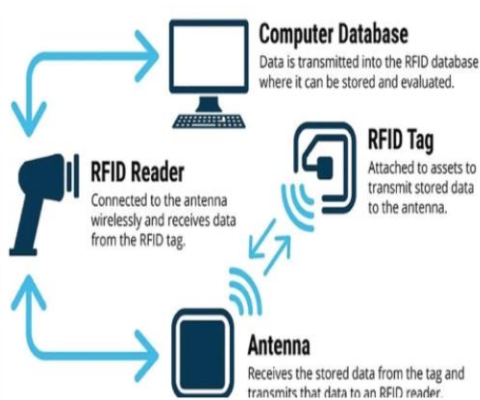 Computer Database
Data is transmitted into the RFID database
where it can be stored and evaluated.
RFID Tag
Attached to assets to
transmit stored data
to the antenna.
RFID Reader
Connected to the antenna
wirelessly and receives data
from the RFID tag.
Antenna
Receives the stored data from the tag and
transmits that data to an RFID reader.